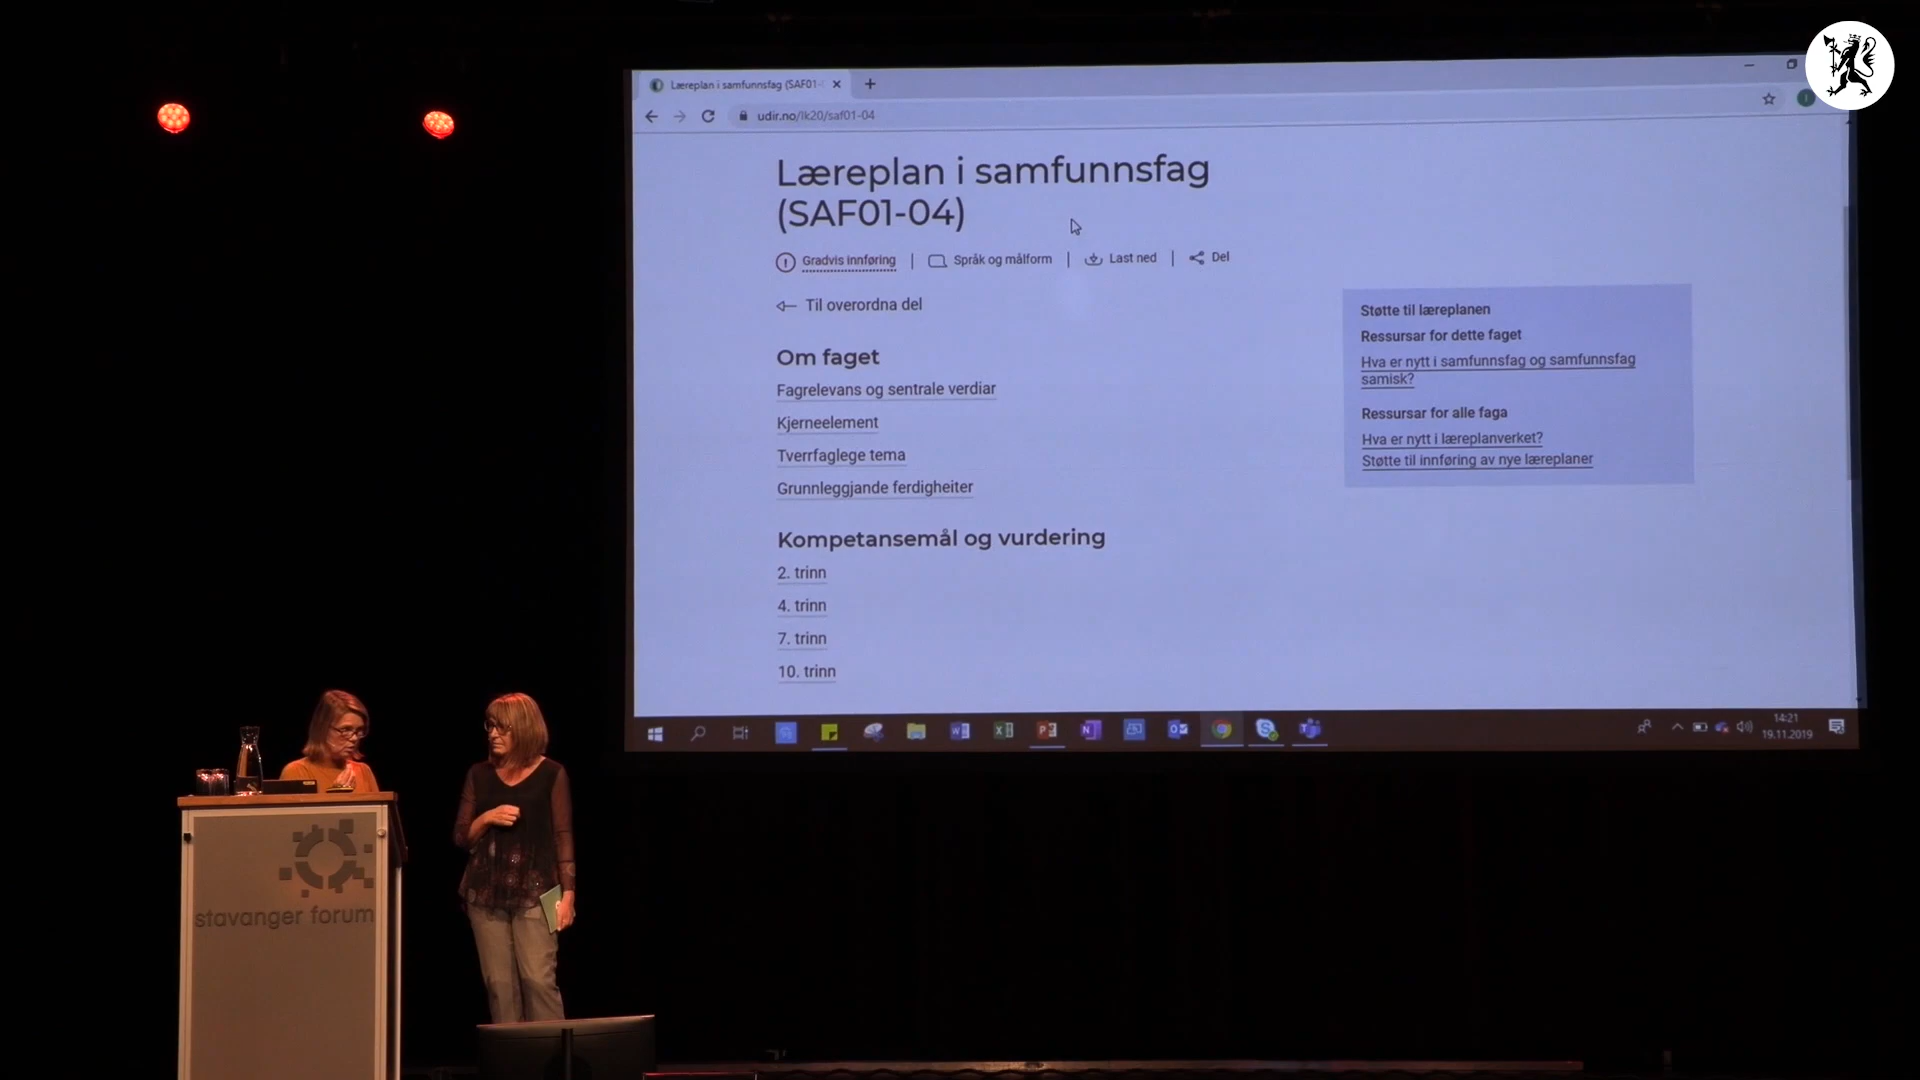 Læreplan i samfunnsfag (SAF01-
udir.no/lk20/saf01-04
Læreplan i samfunnsfag
(SAF01-04)
Gradvis innføring | Språk og målform | Last ned | Del
Til overordna del
Om faget
Fagrelevans og sentrale verdiar
Kjerneelement
Tverrfaglege tema
Grunnleggjande ferdigheiter
Kompetansemål og vurdering
2. trinn
4. trinn
7. trinn
10. trinn
Støtte til læreplanen
Ressursar for dette faget
Hva er nytt i samfunnsfag og samfunnsfag
samisk?
Ressursar for alle faga
Hva er nytt i læreplanverket?
Støtte til innføring av nye læreplaner
14:21
19.11.2019
stavanger forum